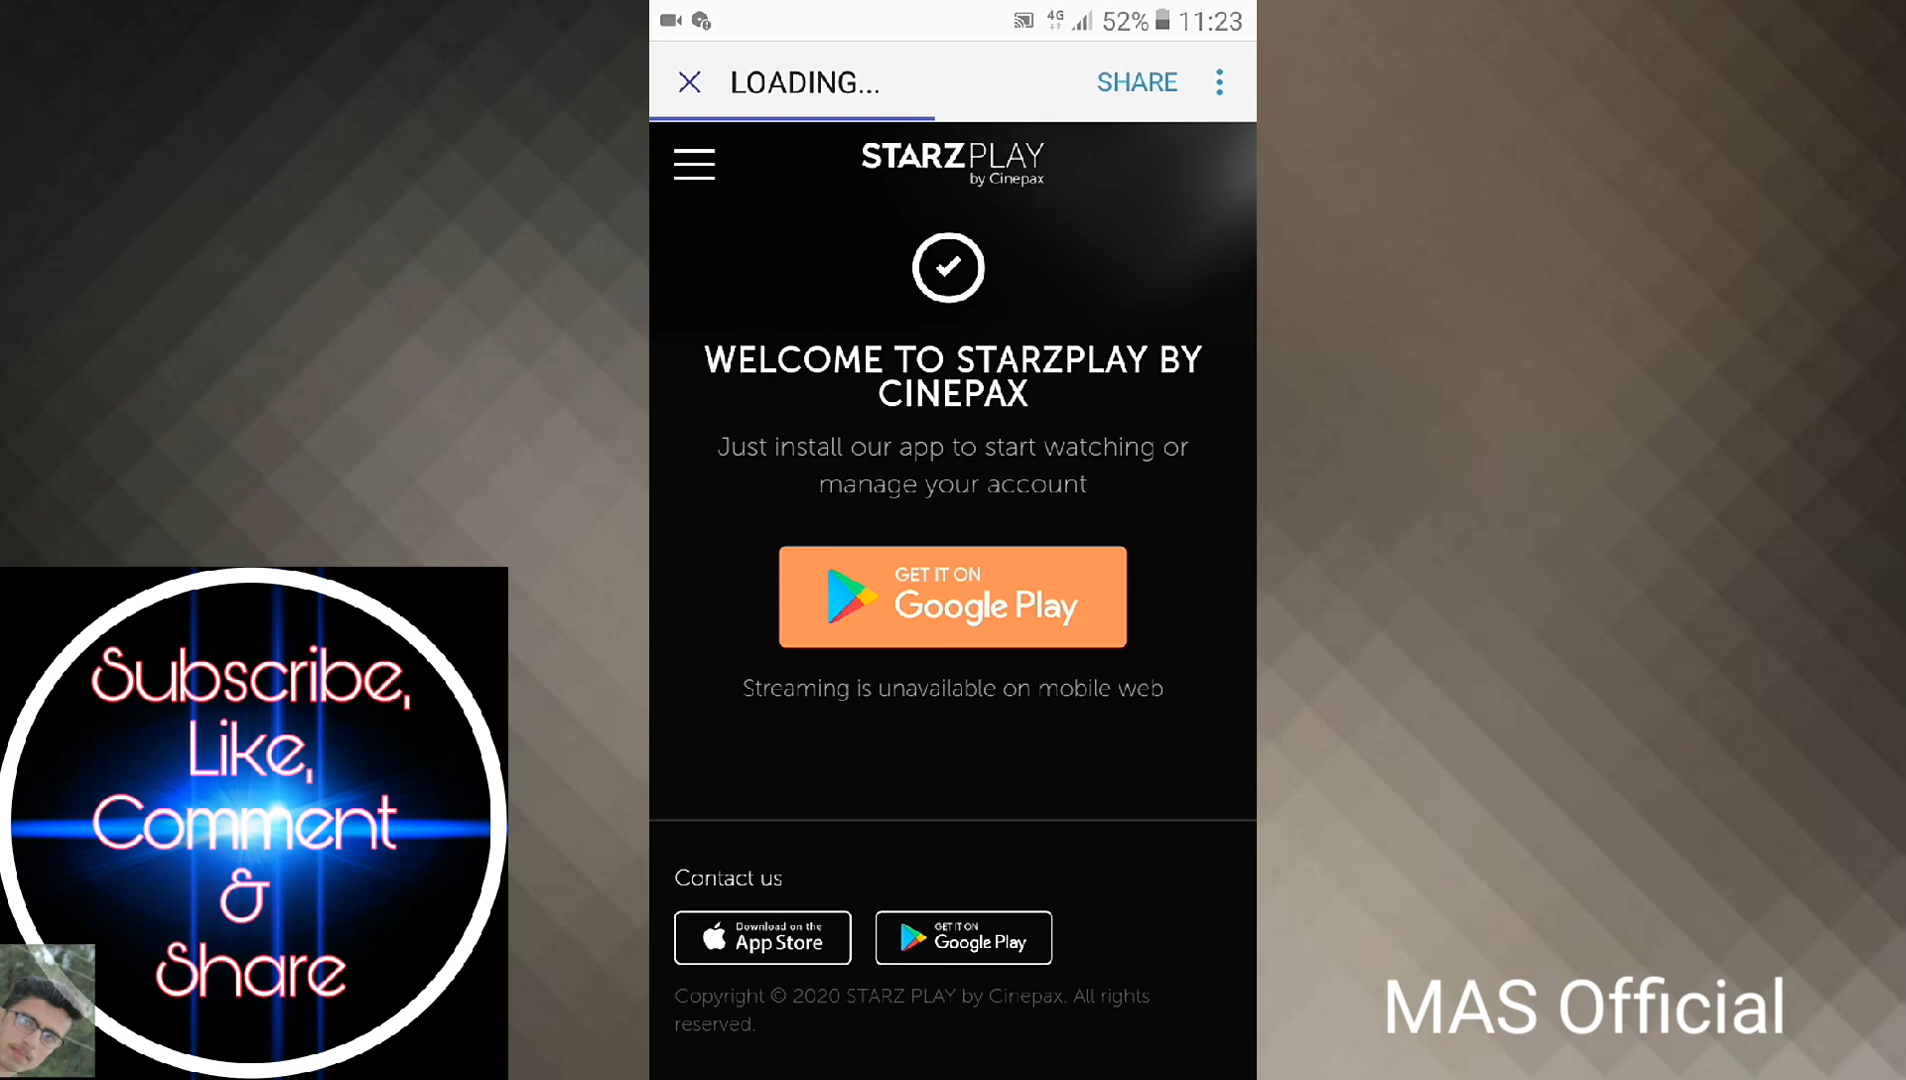 4G 52% 11:23
LOADING... SHARE
STARZPLAY
by Cinepax
WELCOME TO STARZPLAY BY
CINEPAX
Just install our app to start watching or
manage your account
GET IT ON
Google Play
Streaming is unavailable on mobile web
Contact us
Download on the
App Store
GET IT ON
Google Play
Copyright © 2020 STARZ PLAY by Cinepax. All rights
reserved.
Subscribe,
Like,
Comment
&
Share
MAS Official